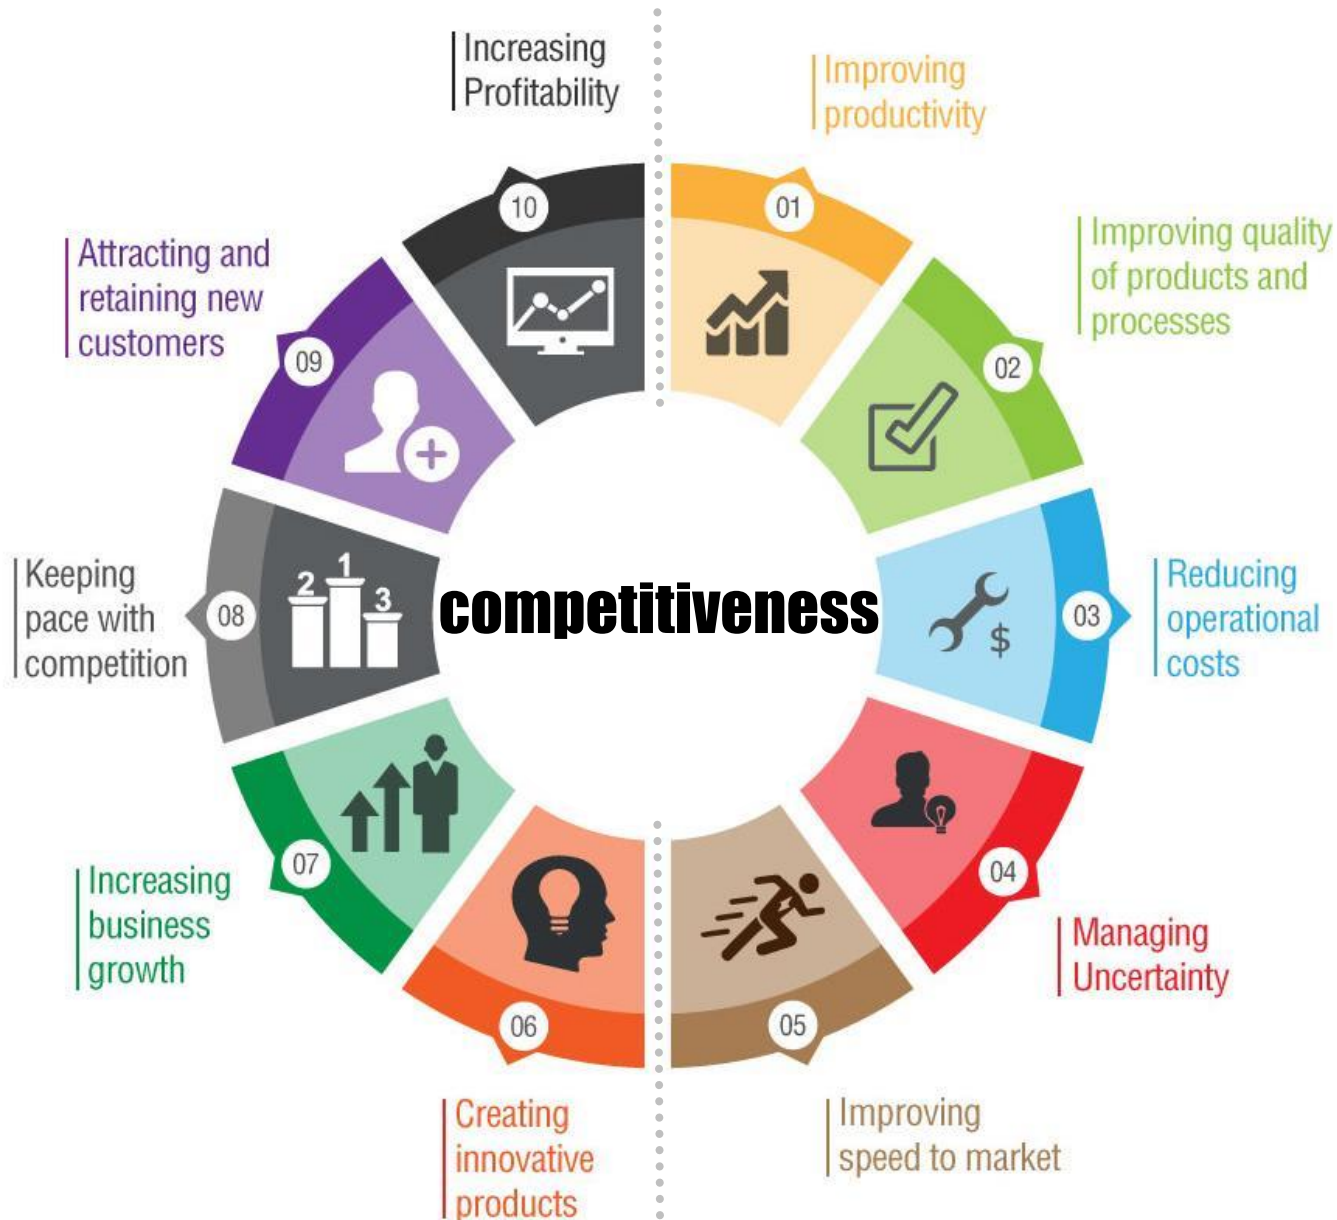 Increasing
Profitability
10
Improving
productivity
01
Improving quality
of products and
processes
02
Reducing
operational
costs
03
$
Managing
Uncertainty
04
Improving
speed to market
05
Creating
innovative
products
06
Increasing
business
growth
07
Keeping
pace with
competition
08
2 1 3
Attracting and
retaining new
customers
09
competitiveness